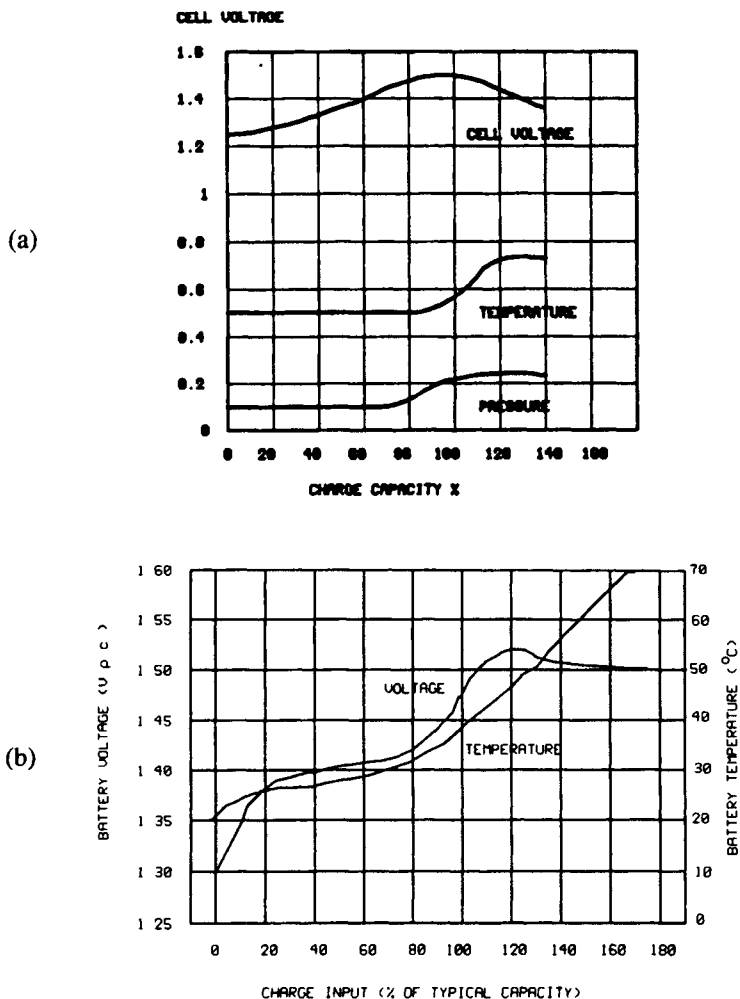 CELL VOLTAGE
1.6
1.4
CELL VOLTAGE
1.2
1
(a)
0.8
0.6
TEMPERATURE
0.4
0.2
PRESSURE
0
0 20 40 60 80 100 120 140 160
CHARGE CAPACITY %
1 60 70
1 55 60
1 50 50
VOLTAGE
1 45 40
TEMPERATURE
(b)
1 40 30
1 35 20
1 30 10
1 25 0
BATTERY VOLTAGE (V p c)
BATTERY TEMPERATURE (°C)
0 20 40 60 80 100 120 140 160 180
CHARGE INPUT (% OF TYPICAL CAPACITY)